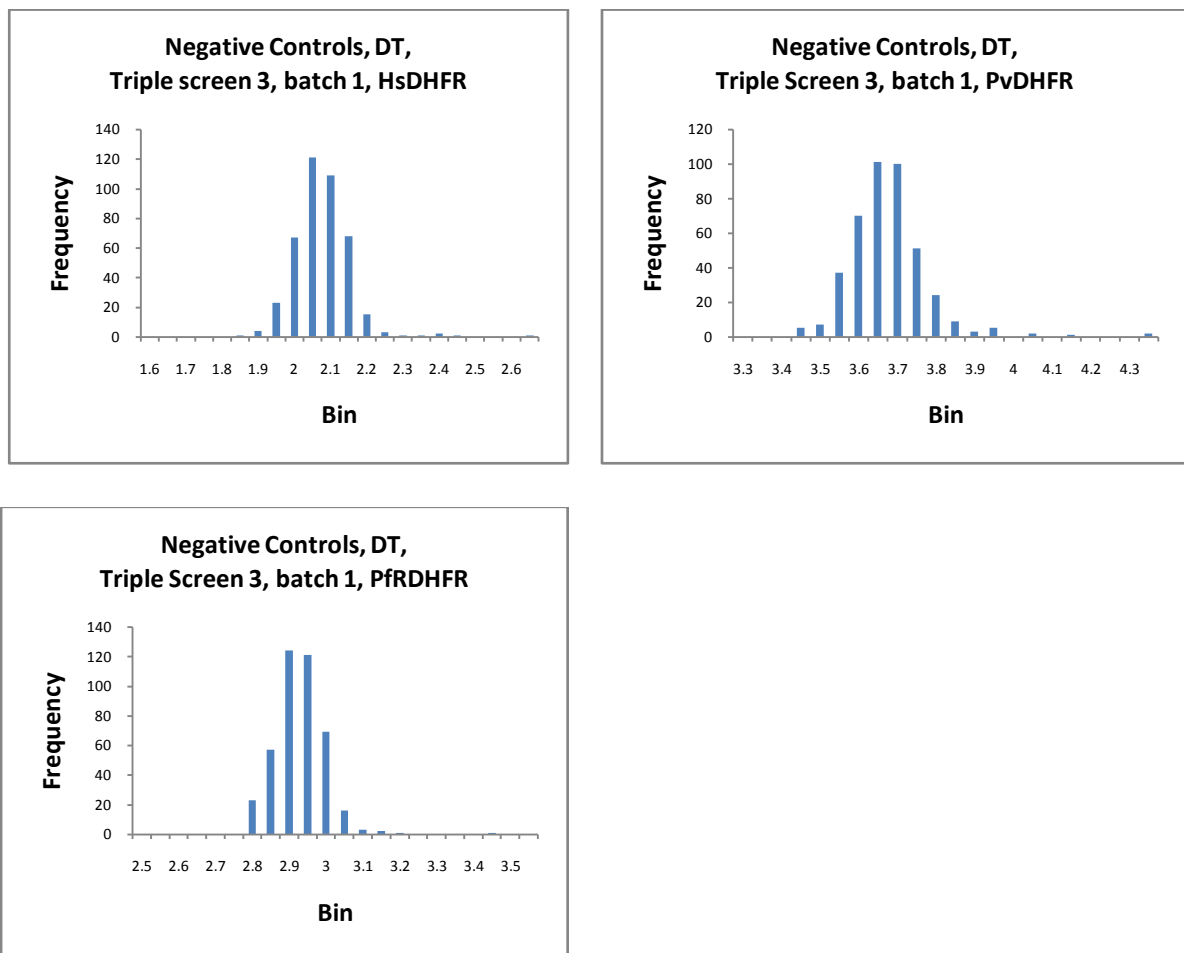 Negative Controls, DT,
Triple screen 3, batch 1, HsDHFR
140
120
100
80
60
40
20
0
Frequency
1.6 1.7 1.8 1.9 2 2.1 2.2 2.3 2.4 2.5 2.6
Bin
Negative Controls, DT,
Triple Screen 3, batch 1, PvDHFR
120
100
80
60
40
20
0
Frequency
3.3 3.4 3.5 3.6 3.7 3.8 3.9 4 4.1 4.2 4.3
Bin
Negative Controls, DT,
Triple Screen 3, batch 1, PfRDHFR
140
120
100
80
60
40
20
0
Frequency
2.5 2.6 2.7 2.8 2.9 3 3.1 3.2 3.3 3.4 3.5
Bin